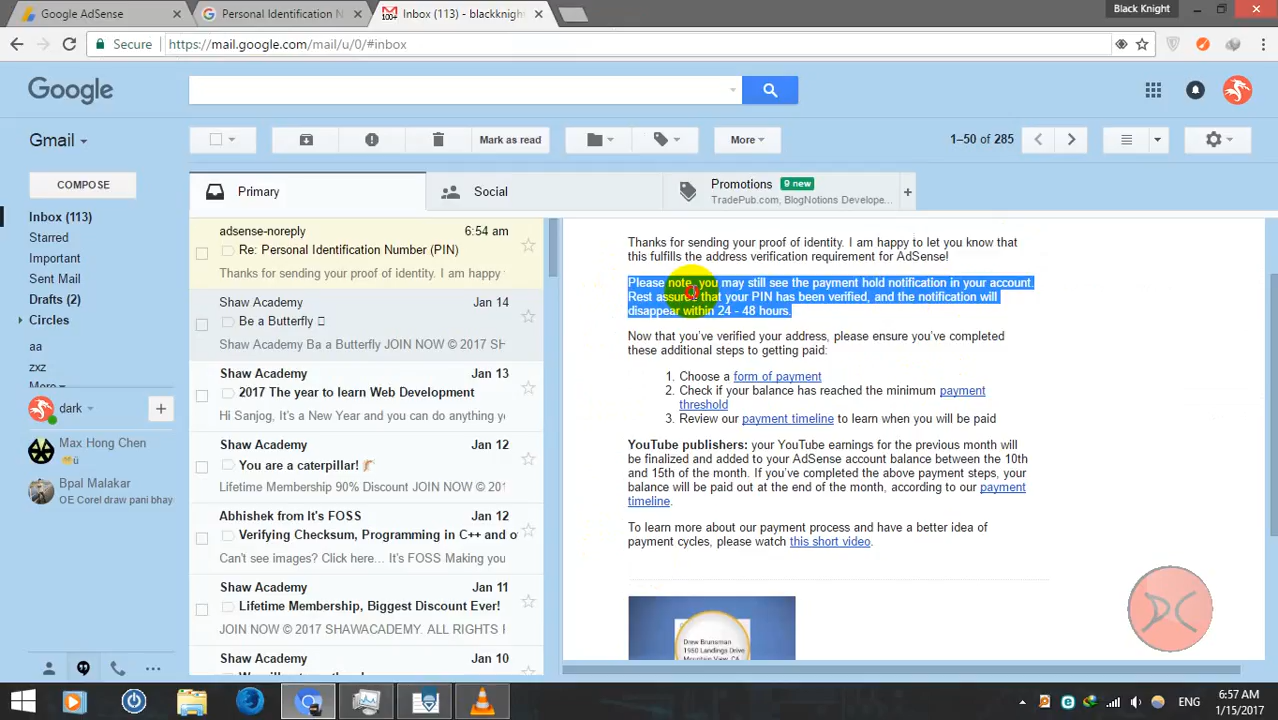 Google AdSense
Personal Identification N
Inbox (113) - blackknigh
Black Knight
Secure
https://mail.google.com/mail/u/0/#inbox
Google
Gmail
Mark as read
More
1–50 of 285
COMPOSE
Primary
Social
Promotions 9 new
TradePub.com, BlogNotions Develope...
Inbox (113)
Starred
Important
Sent Mail
Drafts (2)
Circles
aa
zxz
More
dark
Max Hong Chen
ü
Bpal Malakar
OE Corel draw pani bhay
adsense-noreply 6:54 am
Re: Personal Identification Number (PIN)
Thanks for sending your proof of identity. I am happy
Shaw Academy Jan 14
Be a Butterfly
Shaw Academy Ba a Butterfly JOIN NOW © 2017 SH
Shaw Academy Jan 13
2017 The year to learn Web Development
Hi Sanjog, It's a New Year and you can do anything
Shaw Academy Jan 12
You are a caterpillar!
Lifetime Membership 90% Discount JOIN NOW © 201
Abhishek from It's FOSS Jan 12
Verifying Checksum, Programming in C++ and o
Can't see images? Click here... It's FOSS Making you
Shaw Academy Jan 11
Lifetime Membership, Biggest Discount Ever!
JOIN NOW © 2017 SHAWACADEMY. ALL RIGHTS
Shaw Academy Jan 10
Thanks for sending your proof of identity. I am happy to let you know that
this fulfills the address verification requirement for AdSense!
Please note, you may still see the payment hold notification in your account.
Rest assured that your PIN has been verified, and the notification will
disappear within 24 - 48 hours.
Now that you've verified your address, please ensure you've completed
these additional steps to getting paid:
1. Choose a form of payment
2. Check if your balance has reached the minimum payment
threshold
3. Review our payment timeline to learn when you will be paid
YouTube publishers: your YouTube earnings for the previous month will
be finalized and added to your AdSense account balance between the 10th
and 15th of the month. If you've completed the above payment steps, your
balance will be paid out at the end of the month, according to our payment
timeline.
To learn more about our payment process and have a better idea of
payment cycles, please watch this short video.
Drew Brunsman
1950 Landings Drive
Mountain View, CA
DC
ENG
6:57 AM
1/15/2017